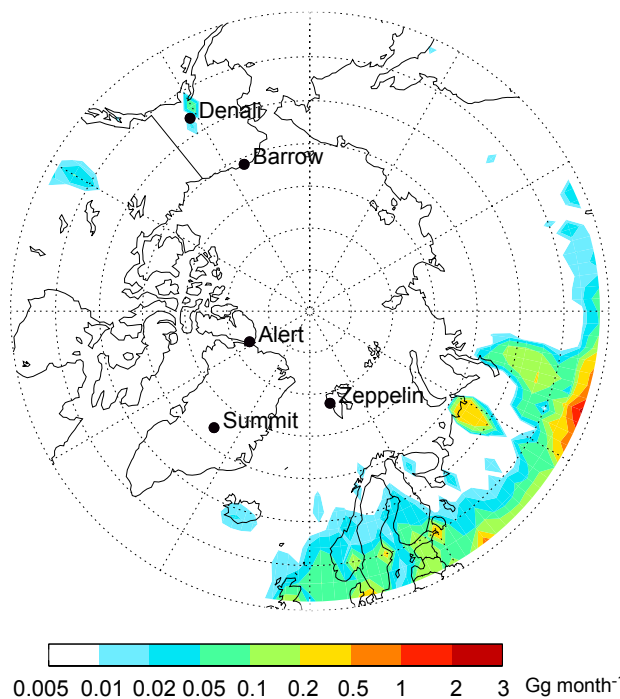 Denali
Barrow
Alert
Zeppelin
Summit
0.005 0.01 0.02 0.05 0.1 0.2 0.5 1 2 3 Gg month⁻¹